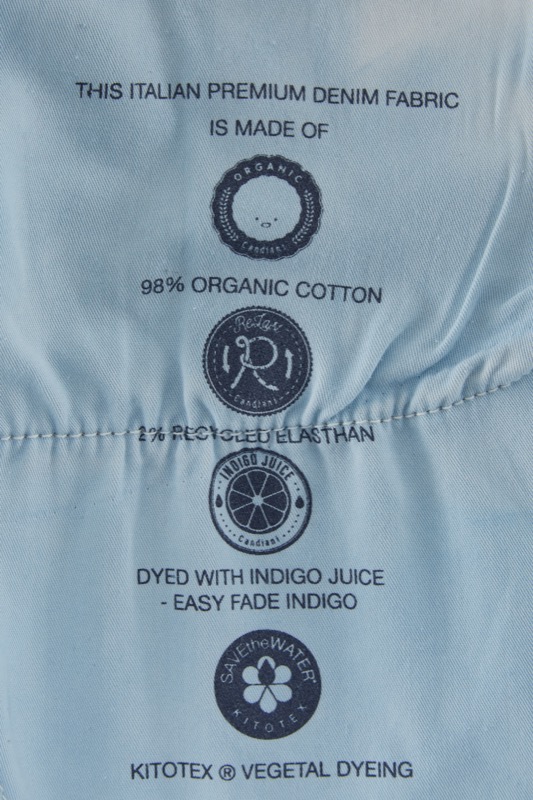 THIS ITALIAN PREMIUM DENIM FABRIC
IS MADE OF
ORGANIC
Candiani
98% ORGANIC COTTON
ReLast
R
Candiani
2% RECYCLED ELASTHAN
INDIGO JUICE
Candiani
DYED WITH INDIGO JUICE
- EASY FADE INDIGO
SAVEtheWATER®
KITOTEX
KITOTEX ® VEGETAL DYEING